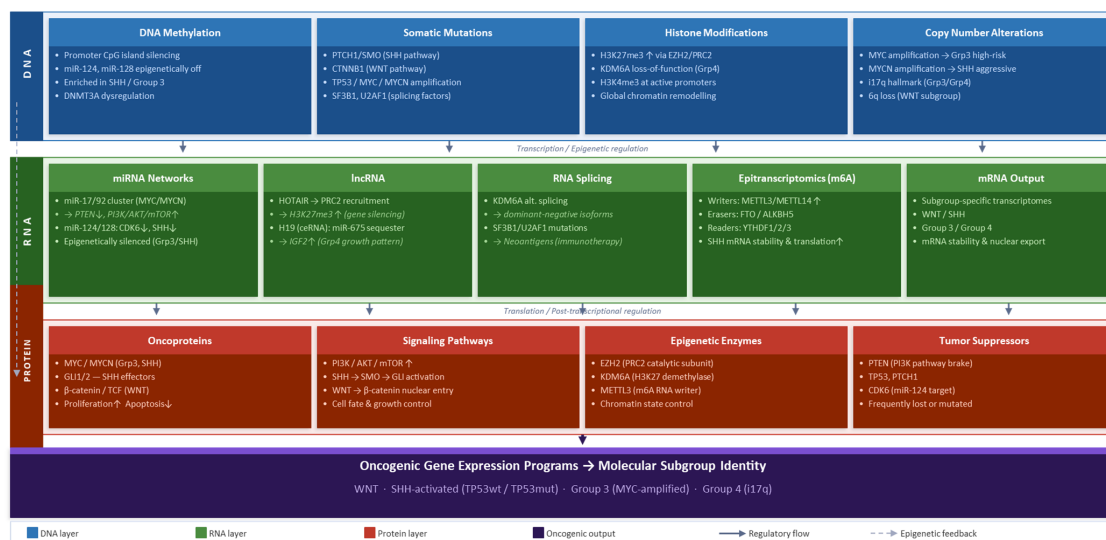 DNA
DNA Methylation
• Promoter CpG island silencing
• miR-124, miR-128 epigenetically off
• Enriched in SHH / Group 3
• DNMT3A dysregulation
Somatic Mutations
• PTCH1/SMO (SHH pathway)
• CTNNB1 (WNT pathway)
• TP53 / MYC / MYCN amplification
• SF3B1, U2AF1 (splicing factors)
Histone Modifications
• H3K27me3 ↑ via EZH2/PRC2
• KDM6A loss-of-function (Grp4)
• H3K4me3 at active promoters
• Global chromatin remodelling
Copy Number Alterations
• MYC amplification → Grp3 high-risk
• MYCN amplification → SHH aggressive
• i17q hallmark (Grp3/Grp4)
• 6q loss (WNT subgroup)
Transcription / Epigenetic regulation
RNA
miRNA Networks
• miR-17/92 cluster (MYC/MYCN)
• → PTEN↓, PI3K/AKT/mTOR↑
• miR-124/128: CDK6↓, SHH↓
• Epigenetically silenced (Grp3/SHH)
lncRNA
• HOTAIR → PRC2 recruitment
• → H3K27me3 ↑ (gene silencing)
• H19 (ceRNA): miR-675 sequester
• → IGF2↑ (Grp4 growth pattern)
RNA Splicing
• KDM6A alt. splicing
• → dominant-negative isoforms
• SF3B1/U2AF1 mutations
• → Neoantigens (immunotherapy)
Epitranscriptomics (m6A)
• Writers: METTL3/METTL14 ↑
• Erasers: FTO / ALKBH5
• Readers: YTHDF1/2/3
• SHH mRNA stability & translation↑
mRNA Output
• Subgroup-specific transcriptomes
• WNT / SHH
• Group 3 / Group 4
• mRNA stability & nuclear export
Translation / Post-transcriptional regulation
PROTEIN
Oncoproteins
• MYC / MYCN (Grp3, SHH)
• GLI1/2 — SHH effectors
• β-catenin / TCF (WNT)
• Proliferation↑ Apoptosis↓
Signaling Pathways
• PI3K / AKT / mTOR ↑
• SHH → SMO → GLI activation
• WNT → β-catenin nuclear entry
• Cell fate & growth control
Epigenetic Enzymes
• EZH2 (PRC2 catalytic subunit)
• KDM6A (H3K27 demethylase)
• METTL3 (m6A RNA writer)
• Chromatin state control
Tumor Suppressors
• PTEN (PI3K pathway brake)
• TP53, PTCH1
• CDK6 (miR-124 target)
• Frequently lost or mutated
Oncogenic Gene Expression Programs → Molecular Subgroup Identity
WNT · SHH-activated (TP53wt / TP53mut) · Group 3 (MYC-amplified) · Group 4 (i17q)
DNA layer
RNA layer
Protein layer
Oncogenic output
Regulatory flow
Epigenetic feedback